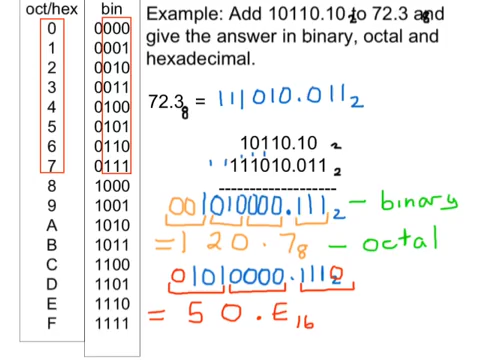 oct/hex bin
0 0000
1 0001
2 0010
3 0011
4 0100
5 0101
6 0110
7 0111
8 1000
9 1001
A 1010
B 1011
C 1100
D 1101
E 1110
F 1111
Example: Add 10110.10₂ to 72.3₈ and
give the answer in binary, octal and
hexadecimal.
72.3₈ = 111010.011₂
10110.10 ₂
1 1 111010.011 ₂
-------------------
001010000.111₂ – binary
= 1 2 0 . 7₈ – octal
01010000.111₂0
= 5 0 . E₁₆